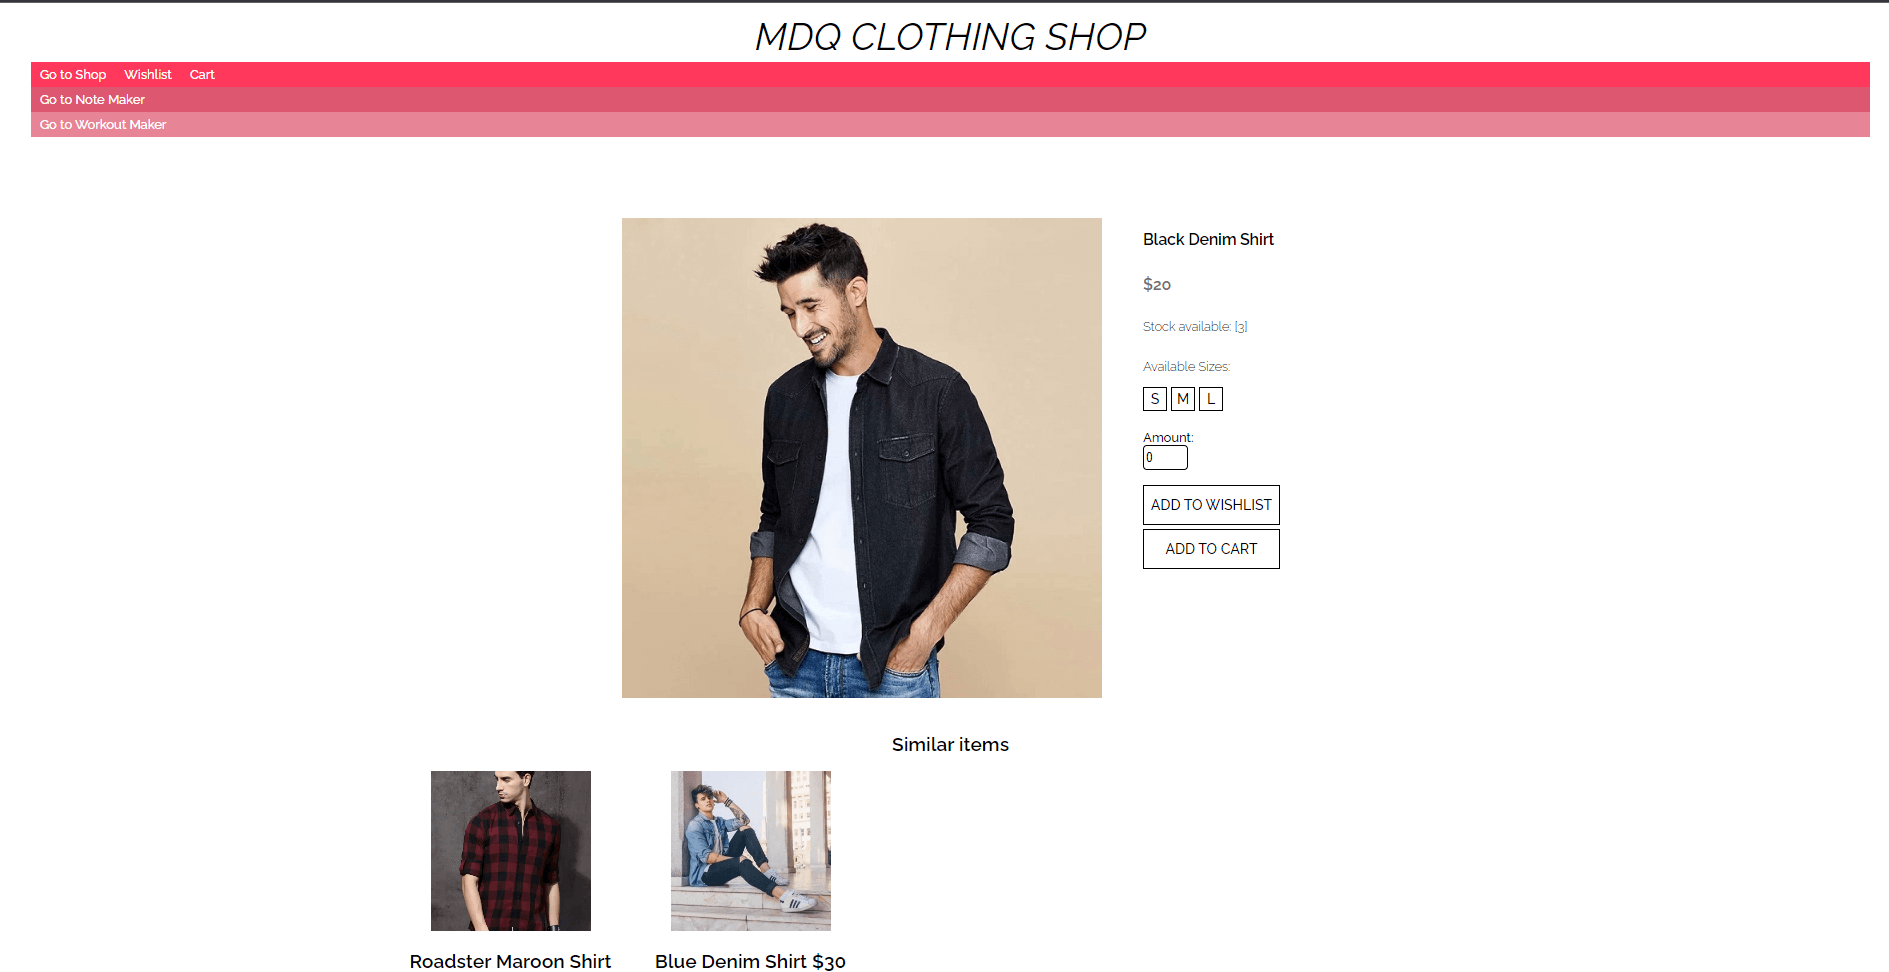 MDQ CLOTHING SHOP
Go to Shop Wishlist Cart
Go to Note Maker
Go to Workout Maker
Black Denim Shirt
$20
Stock available: [3]
Available Sizes:
S M L
Amount:
0
ADD TO WISHLIST
ADD TO CART
Similar items
Roadster Maroon Shirt
Blue Denim Shirt $30